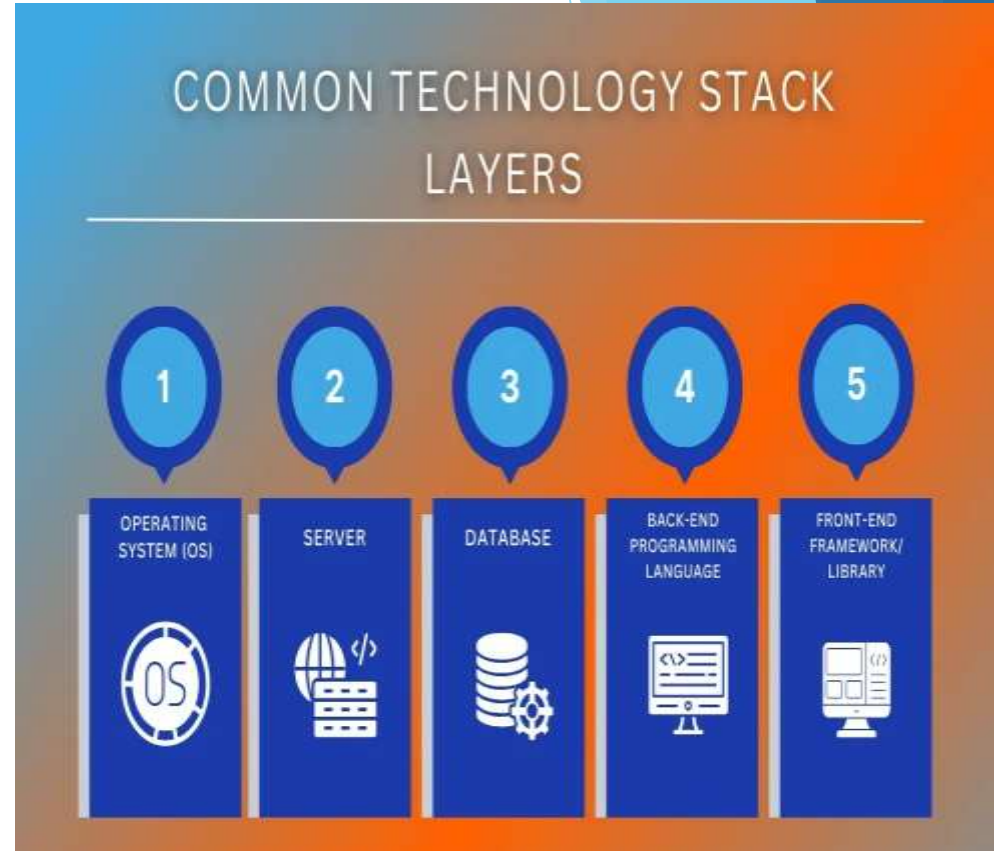 COMMON TECHNOLOGY STACK
LAYERS
1
2
3
4
5
OPERATING
SYSTEM (OS)
SERVER
DATABASE
BACK-END
PROGRAMMING
LANGUAGE
FRONT-END
FRAMEWORK/
LIBRARY
OS
</>
<\>
</>